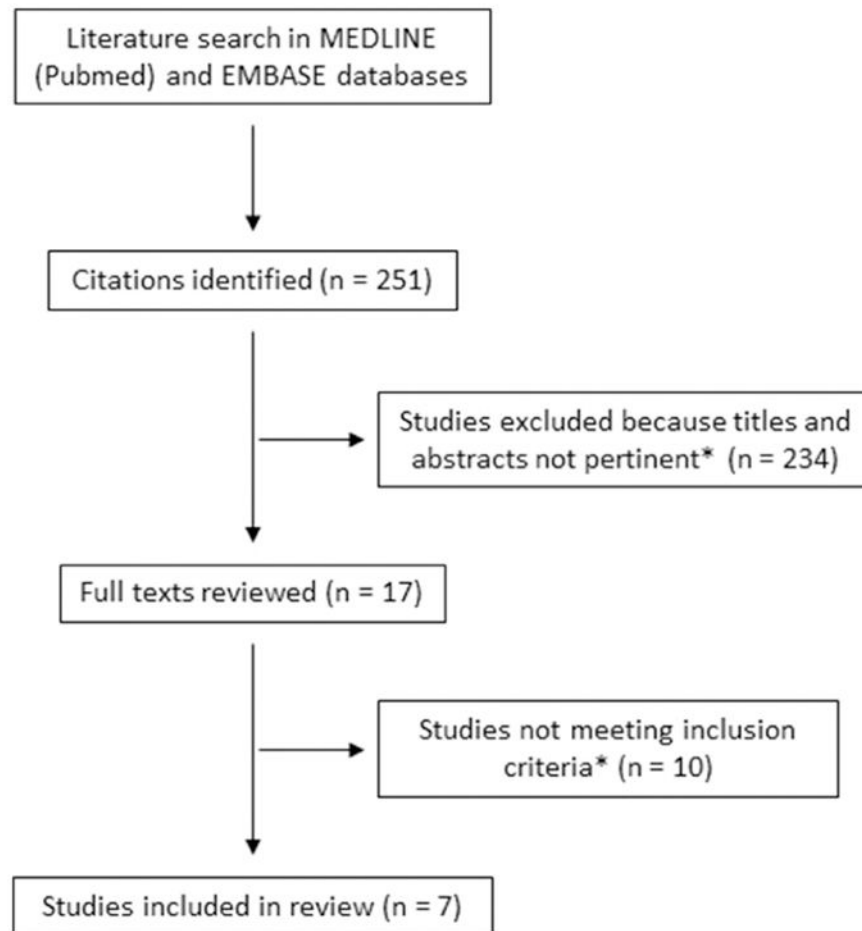 Literature search in MEDLINE
(Pubmed) and EMBASE databases
Citations identified (n = 251)
Studies excluded because titles and
abstracts not pertinent* (n = 234)
Full texts reviewed (n = 17)
Studies not meeting inclusion
criteria* (n = 10)
Studies included in review (n = 7)